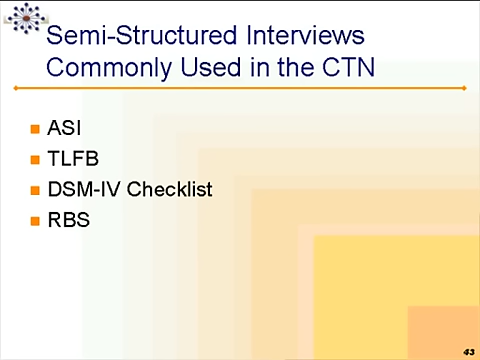 Semi-Structured Interviews
Commonly Used in the CTN
ASI
TLFB
DSM-IV Checklist
RBS
43